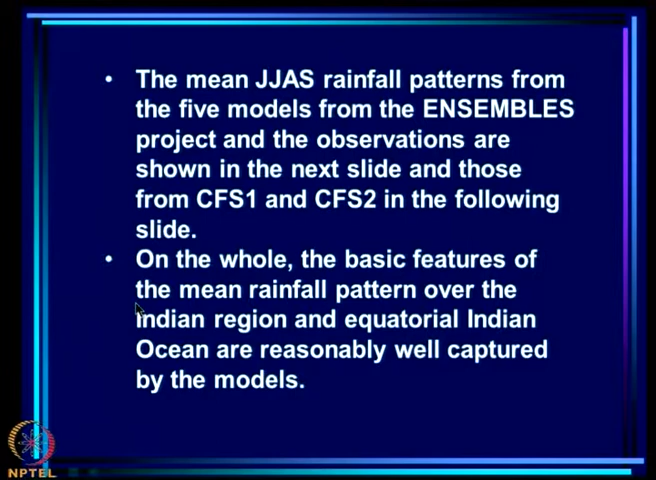 • The mean JJAS rainfall patterns from
the five models from the ENSEMBLES
project and the observations are
shown in the next slide and those
from CFS1 and CFS2 in the following
slide.
• On the whole, the basic features of
the mean rainfall pattern over the
Indian region and equatorial Indian
Ocean are reasonably well captured
by the models.
NPTEL